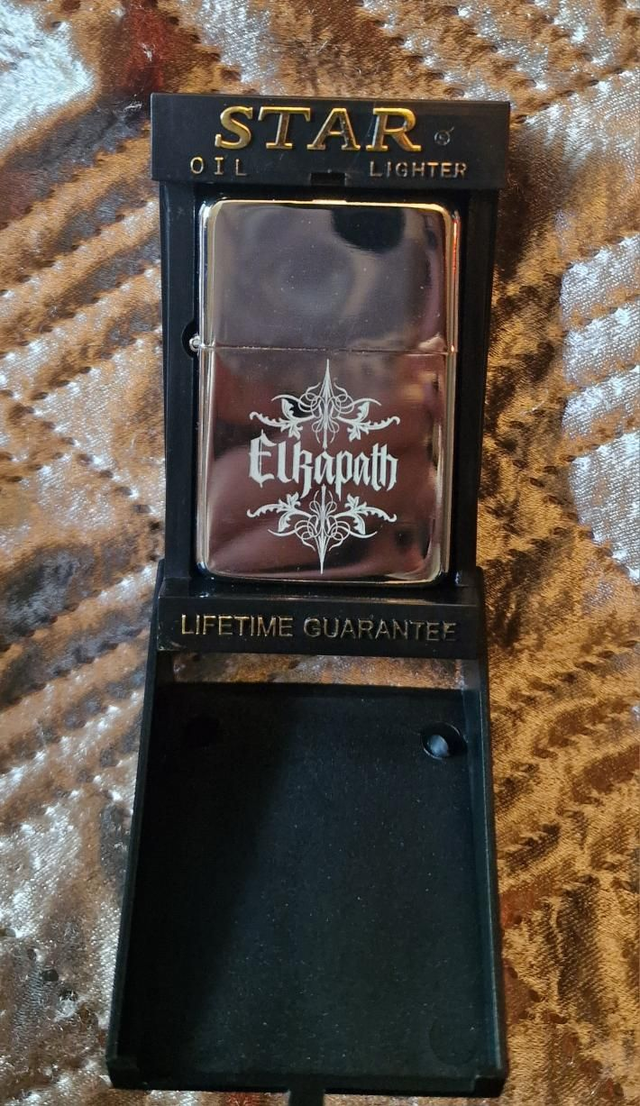 STAR
OIL LIGHTER
Elkapath
LIFETIME GUARANTEE